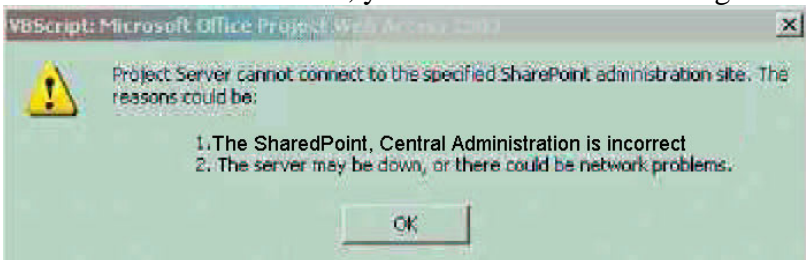 , y
VBScript: Microsoft Office Project Web Access 2003
Project Server cannot connect to the specified SharePoint administration site. The
reasons could be:
1.The SharedPoint, Central Administration is incorrect
2. The server may be down, or there could be network problems.
OK